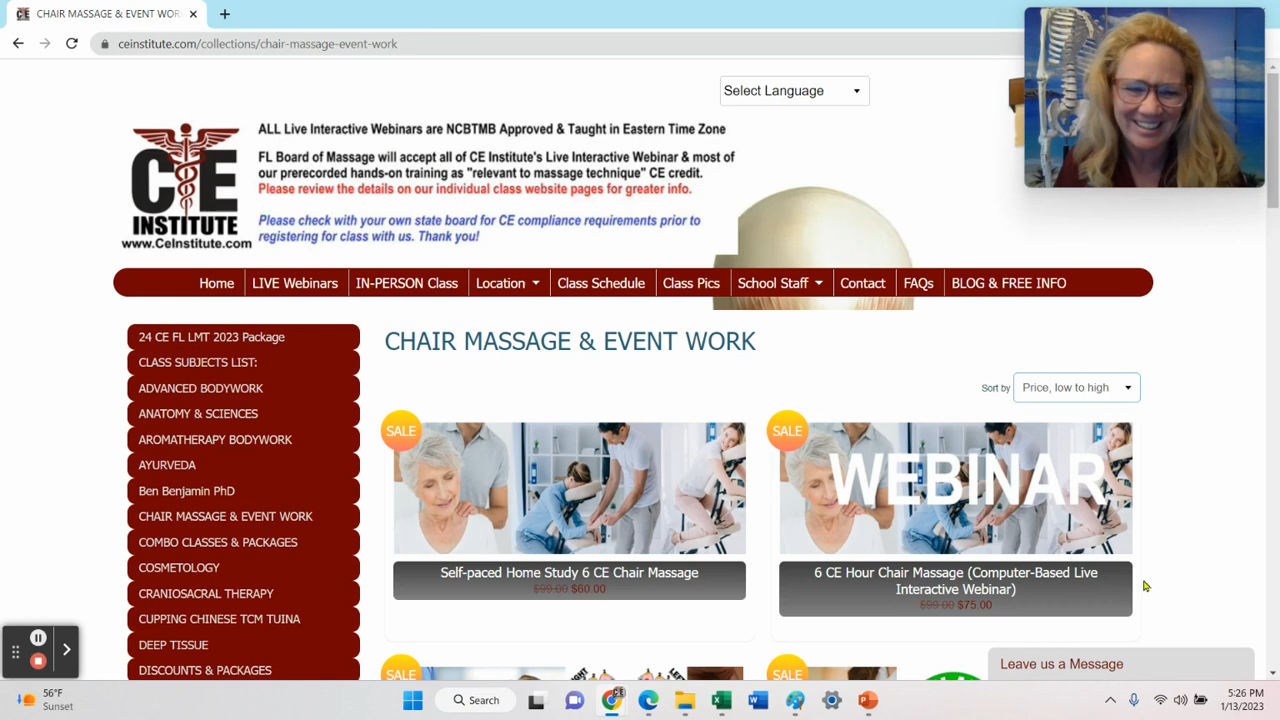 CHAIR MASSAGE & EVENT WORK
ceinstitute.com/collections/chair-massage-event-work
Select Language
CE
INSTITUTE
www.CeInstitute.com
ALL Live Interactive Webinars are NCBTMB Approved & Taught in Eastern Time Zone
FL Board of Massage will accept all of CE Institute's Live Interactive Webinar & most of
our prerecorded hands-on training as "relevant to massage technique" CE credit.
Please review the details on our individual class website pages for greater info.
Please check with your own state board for CE compliance requirements prior to
registering for class with us. Thank you!
Home LIVE Webinars IN-PERSON Class Location Class Schedule Class Pics School Staff Contact FAQs BLOG & FREE INFO
24 CE FL LMT 2023 Package
CLASS SUBJECTS LIST:
ADVANCED BODYWORK
ANATOMY & SCIENCES
AROMATHERAPY BODYWORK
AYURVEDA
Ben Benjamin PhD
CHAIR MASSAGE & EVENT WORK
COMBO CLASSES & PACKAGES
COSMETOLOGY
CRANIOSACRAL THERAPY
CUPPING CHINESE TCM TUINA
DEEP TISSUE
DISCOUNTS & PACKAGES
CHAIR MASSAGE & EVENT WORK
Sort by Price, low to high
SALE
Self-paced Home Study 6 CE Chair Massage
$99.00 $60.00
SALE
WEBINAR
6 CE Hour Chair Massage (Computer-Based Live
Interactive Webinar)
$99.00 $75.00
SALE
SALE
Leave us a Message
56°F
Sunset
Search
5:26 PM
1/13/2023